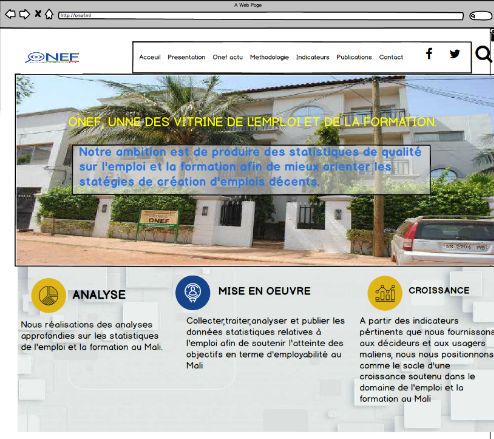 A Web Page
http://onef.ml
ONEF
Acceuil Presentation Onef actu Methodologie Indicateurs Publications Contact
ONEF, UNNE DES VITRINE DE L'EMPLOI ET DE LA FORMATION
Notre ambition est de produire des statistiques de qualité
sur l'emploi et la formation afin de mieux orienter les
statégies de création d'emplois décents.
ONEF
ANALYSE
Nous réalisations des analyses
approfondies sur les statistiques
de l'emploi et la formation au Mali.
MISE EN OEUVRE
Collecter,traiter,analyser et publier les
données statistiques relatives à
l'emploi afin de soutenir l'atteinte des
objectifs en terme d'employabilité au
Mali
CROISSANCE
A partir des indicateurs
pértinents que nous fournissons
aux décideurs et aux usagers
maliens, nous nous positionnons
comme le socle d'une
croissance soutenu dans le
domaine de l'emploi et la
formation au Mali